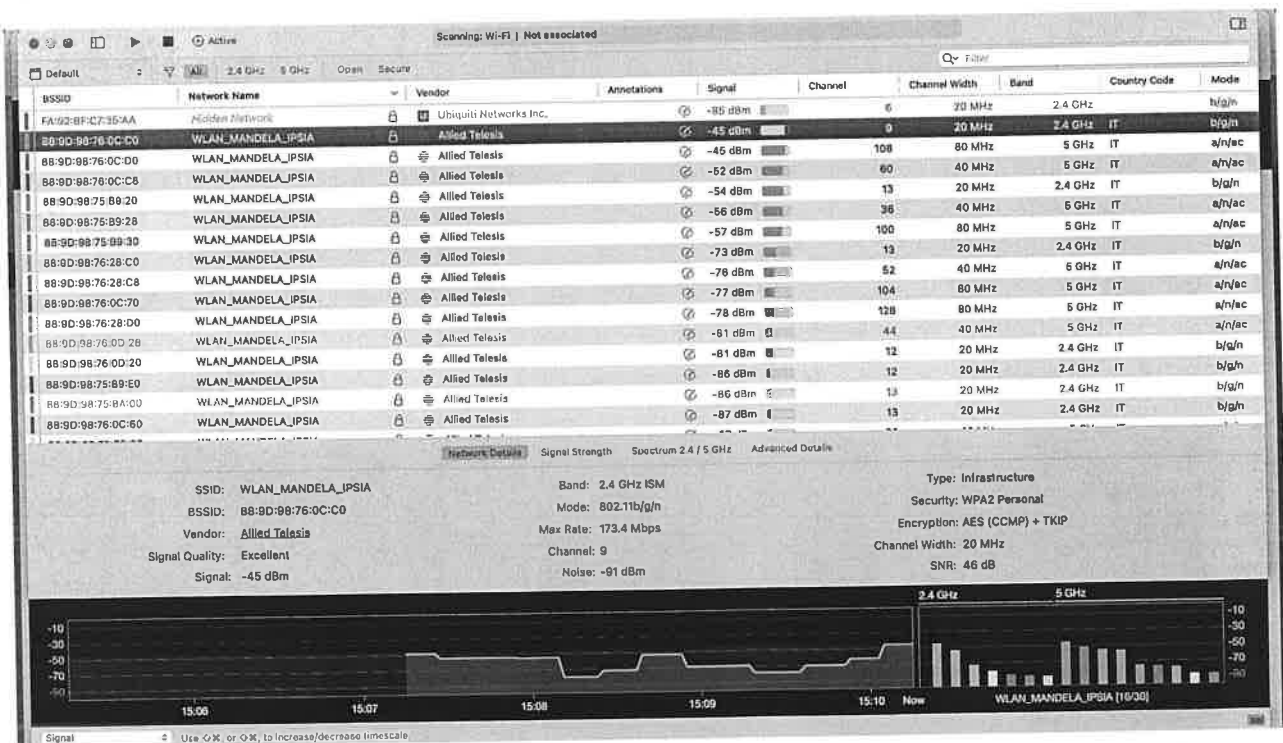 Active
Scanning: Wi-Fi | Not associated
Filter
Default All 2.4 GHz 5 GHz Open Secure
BSSID Network Name Vendor Annotations Signal Channel Channel Width Band Country Code Mode
Hidden Network Ubiquiti Networks Inc. -85 dBm 6 20 MHz 2.4 GHz b/g/n
88:9D:98:76:0C:C0 WLAN_MANDELA_IPSIA Allied Telesis -45 dBm 9 20 MHz 2.4 GHz IT b/g/n
88:9D:98:76:0C:D0 WLAN_MANDELA_IPSIA Allied Telesis -45 dBm 108 80 MHz 5 GHz IT a/n/ac
88:9D:98:76:0C:C8 WLAN_MANDELA_IPSIA Allied Telesis -52 dBm 60 40 MHz 5 GHz IT a/n/ac
88:9D:98:75:B9:20 WLAN_MANDELA_IPSIA Allied Telesis -54 dBm 13 20 MHz 2.4 GHz IT b/g/n
88:9D:98:75:B9:28 WLAN_MANDELA_IPSIA Allied Telesis -56 dBm 36 40 MHz 5 GHz IT a/n/ac
88:9D:98:75:B9:30 WLAN_MANDELA_IPSIA Allied Telesis -57 dBm 100 80 MHz 5 GHz IT a/n/ac
88:9D:98:76:28:C0 WLAN_MANDELA_IPSIA Allied Telesis -73 dBm 13 20 MHz 2.4 GHz IT b/g/n
88:9D:98:76:28:C8 WLAN_MANDELA_IPSIA Allied Telesis -76 dBm 52 40 MHz 5 GHz IT a/n/ac
88:9D:98:76:0C:70 WLAN_MANDELA_IPSIA Allied Telesis -77 dBm 104 80 MHz 5 GHz IT a/n/ac
88:9D:98:76:28:D0 WLAN_MANDELA_IPSIA Allied Telesis -78 dBm 128 80 MHz 5 GHz IT a/n/ac
88:9D:98:76:0D:28 WLAN_MANDELA_IPSIA Allied Telesis -81 dBm 44 40 MHz 5 GHz IT a/n/ac
88:9D:98:76:0D:20 WLAN_MANDELA_IPSIA Allied Telesis -81 dBm 12 20 MHz 2.4 GHz IT b/g/n
88:9D:98:75:B9:E0 WLAN_MANDELA_IPSIA Allied Telesis -86 dBm 12 20 MHz 2.4 GHz IT b/g/n
88:9D:98:75:BA:00 WLAN_MANDELA_IPSIA Allied Telesis -86 dBm 13 20 MHz 2.4 GHz IT b/g/n
88:9D:98:76:0C:60 WLAN_MANDELA_IPSIA Allied Telesis -87 dBm 13 20 MHz 2.4 GHz IT b/g/n
Network Details Signal Strength Spectrum 2.4 / 5 GHz Advanced Details
SSID: WLAN_MANDELA_IPSIA
BSSID: 88:9D:98:76:0C:C0
Vendor: Allied Telesis
Signal Quality: Excellent
Signal: -45 dBm
Band: 2.4 GHz ISM
Mode: 802.11b/g/n
Max Rate: 173.4 Mbps
Channel: 9
Noise: -91 dBm
Type: Infrastructure
Security: WPA2 Personal
Encryption: AES (CCMP) + TKIP
Channel Width: 20 MHz
SNR: 46 dB
2.4 GHz 5 GHz
-10 -10
-30 -30
-50 -50
-70 -70
-90 -90
15:06 15:07 15:08 15:09 15:10 Now WLAN_MANDELA_IPSIA [16/30]
Signal Use ⌘, or ⌘, to increase/decrease timescale